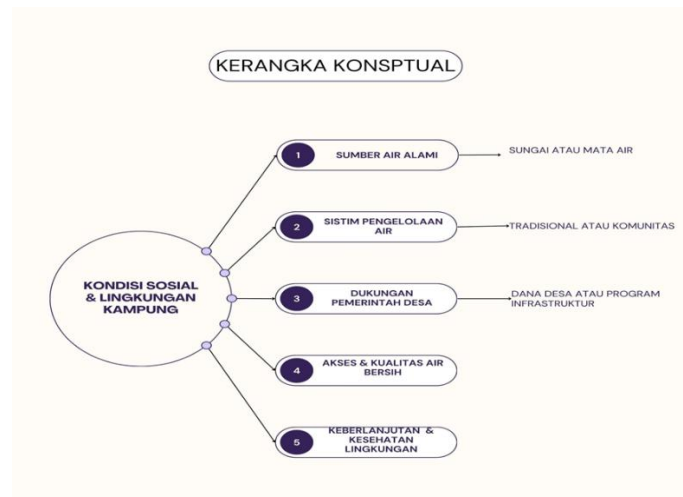 KERANGKA KONSPTUAL
KONDISI SOSIAL
& LINGKUNGAN
KAMPUNG
1
SUMBER AIR ALAMI
SUNGAI ATAU MATA AIR
2
SISTIM PENGELOLAAN
AIR
TRADISIONAL ATAU KOMUNITAS
3
DUKUNGAN
PEMERINTAH DESA
DANA DESA ATAU PROGRAM
INFRASTRUKTUR
4
AKSES & KUALITAS AIR
BERSIH
5
KEBERLANJUTAN &
KESEHATAN
LINGKUNGAN